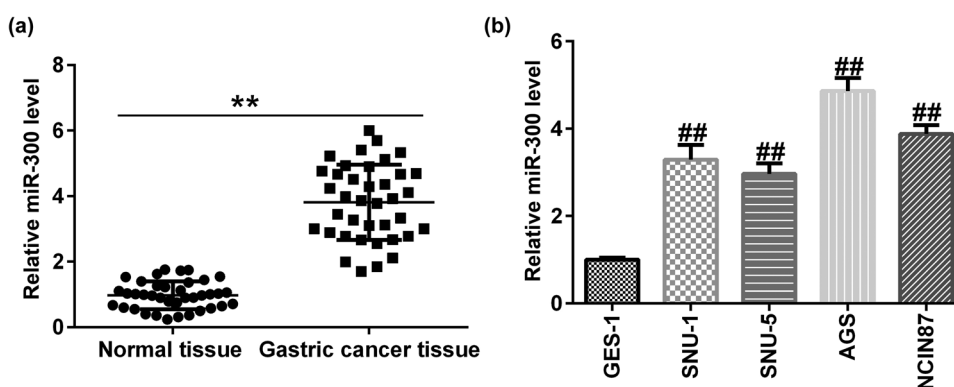 (a)
Relative miR-300 level
8
6
4
2
0
**
Normal tissue
Gastric cancer tissue
(b)
Relative miR-300 level
6
4
2
0
##
##
##
##
GES-1
SNU-1
SNU-5
AGS
NCIN87